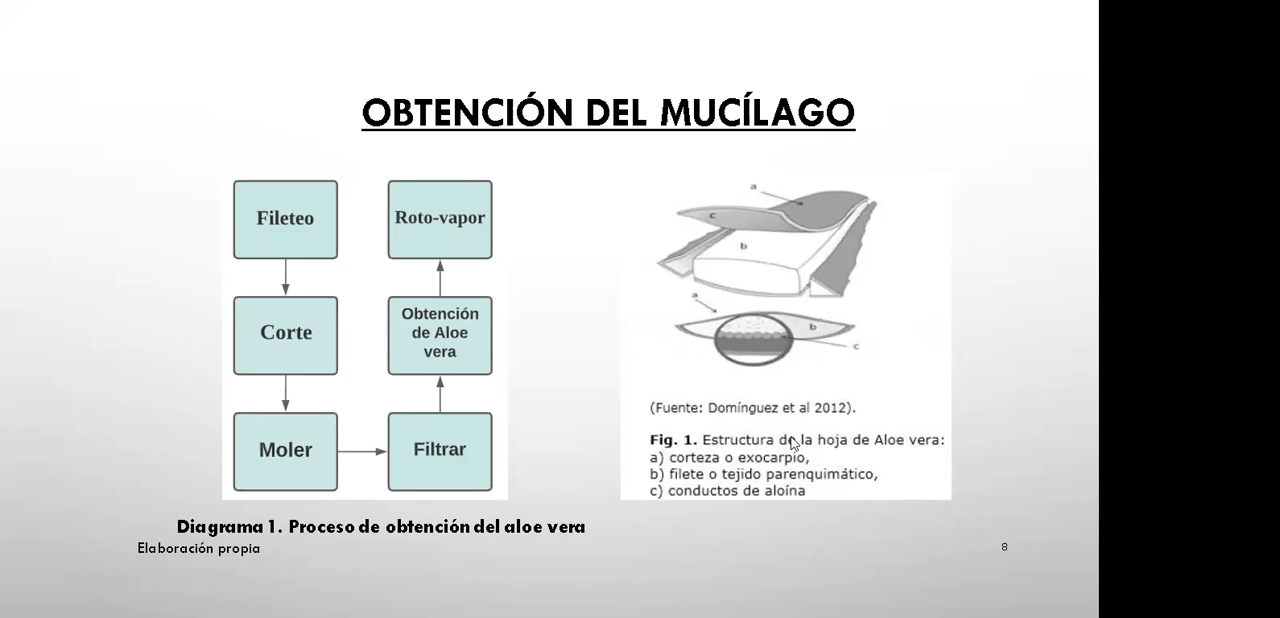 OBTENCIÓN DEL MUCÍLAGO
Fileteo
Corte
Moler
Filtrar
Obtención
de Aloe
vera
Roto-vapor
Diagrama 1. Proceso de obtención del aloe vera
Elaboración propia
a
c
b
a
b
c
(Fuente: Domínguez et al 2012).
Fig. 1. Estructura de la hoja de Aloe vera:
a) corteza o exocarpio,
b) filete o tejido parenquimático,
c) conductos de aloína
8